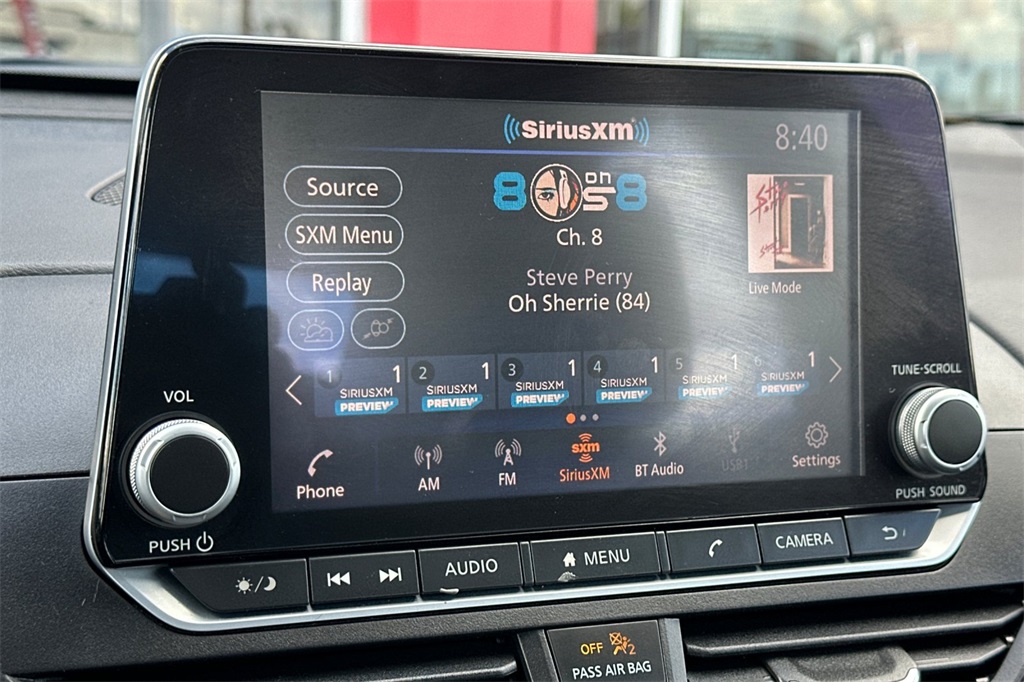 SiriusXM
8:40
Source
SXM Menu
Replay
8 80s on 8
Ch. 8
Steve Perry
Oh Sherrie (84)
Live Mode
1 1 SIRIUSXM PREVIEW
2 1 SIRIUSXM PREVIEW
3 1 SIRIUSXM PREVIEW
4 1 SIRIUSXM PREVIEW
5 1 SIRIUSXM PREVIEW
6 1 SIRIUSXM PREVIEW
Phone
AM
FM
sxm
SiriusXM
BT Audio
USB1
Settings
VOL
PUSH
TUNE·SCROLL
PUSH SOUND
AUDIO
MENU
CAMERA
OFF 2
PASS AIR BAG